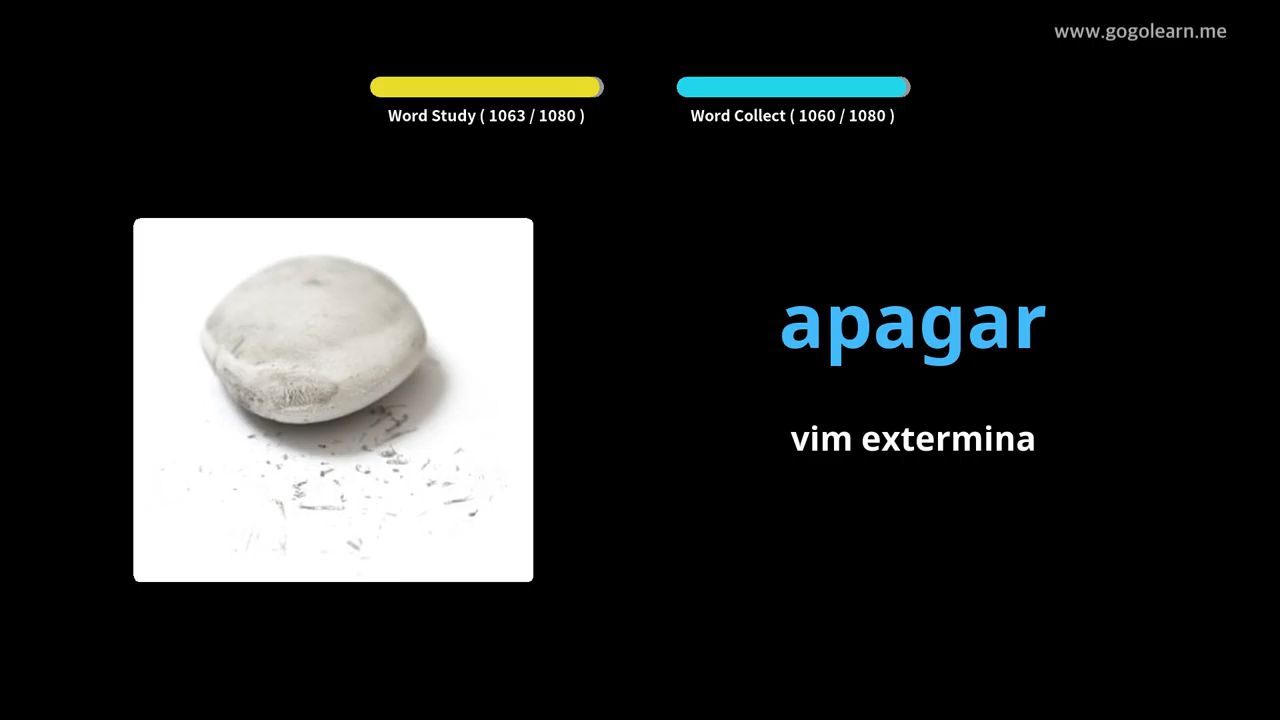 www.gogolearn.me
Word Study ( 1063 / 1080 )
Word Collect ( 1060 / 1080 )
apagar
vim extermina